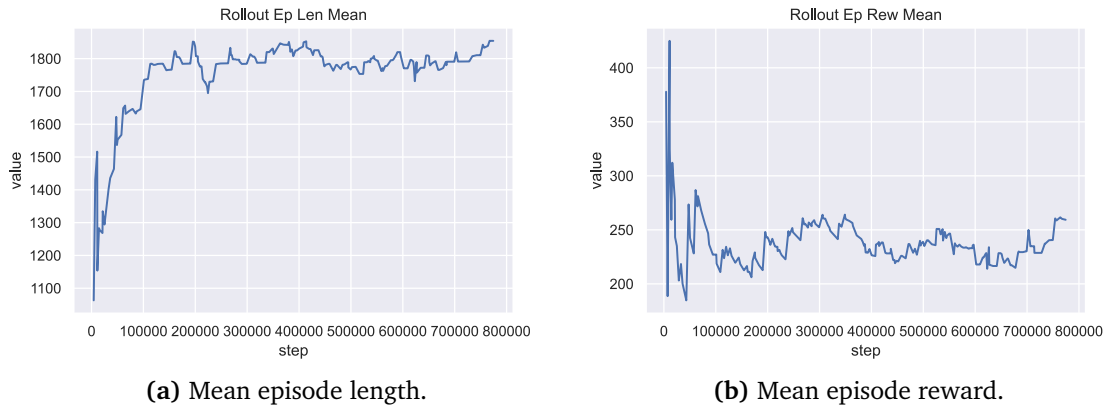 Rollout Ep Len Mean
1800
1700
1600
1500
1400
1300
1200
1100
value
0 100000 200000 300000 400000 500000 600000 700000 800000
step
(a) Mean episode length.
Rollout Ep Rew Mean
400
350
300
250
200
value
0 100000 200000 300000 400000 500000 600000 700000 800000
step
(b) Mean episode reward.